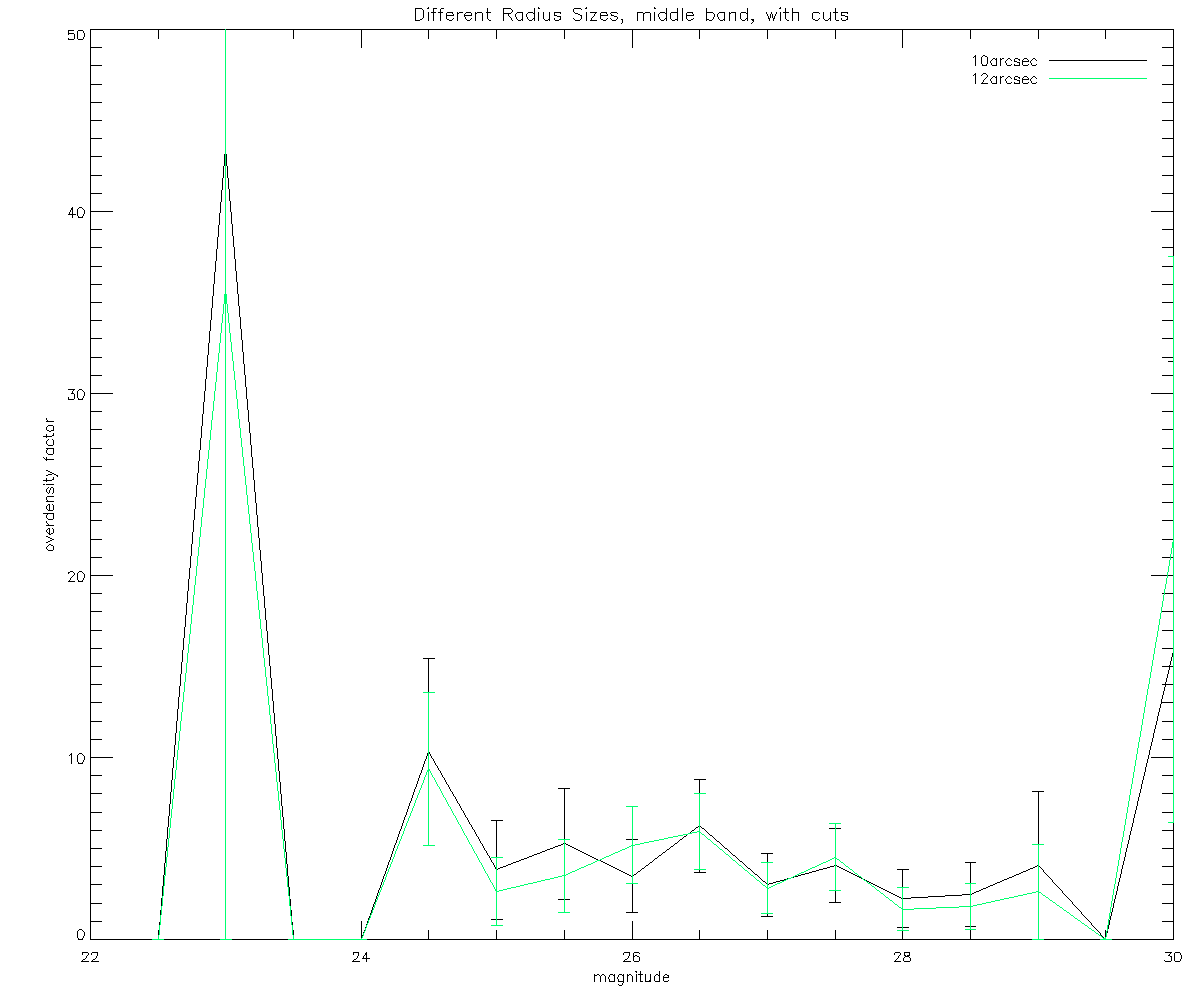 Different Radius Sizes, middle band, with cuts
10arcsec
12arcsec
50
40
30
20
10
0
overdensity factor
22 24 26 28 30
magnitude